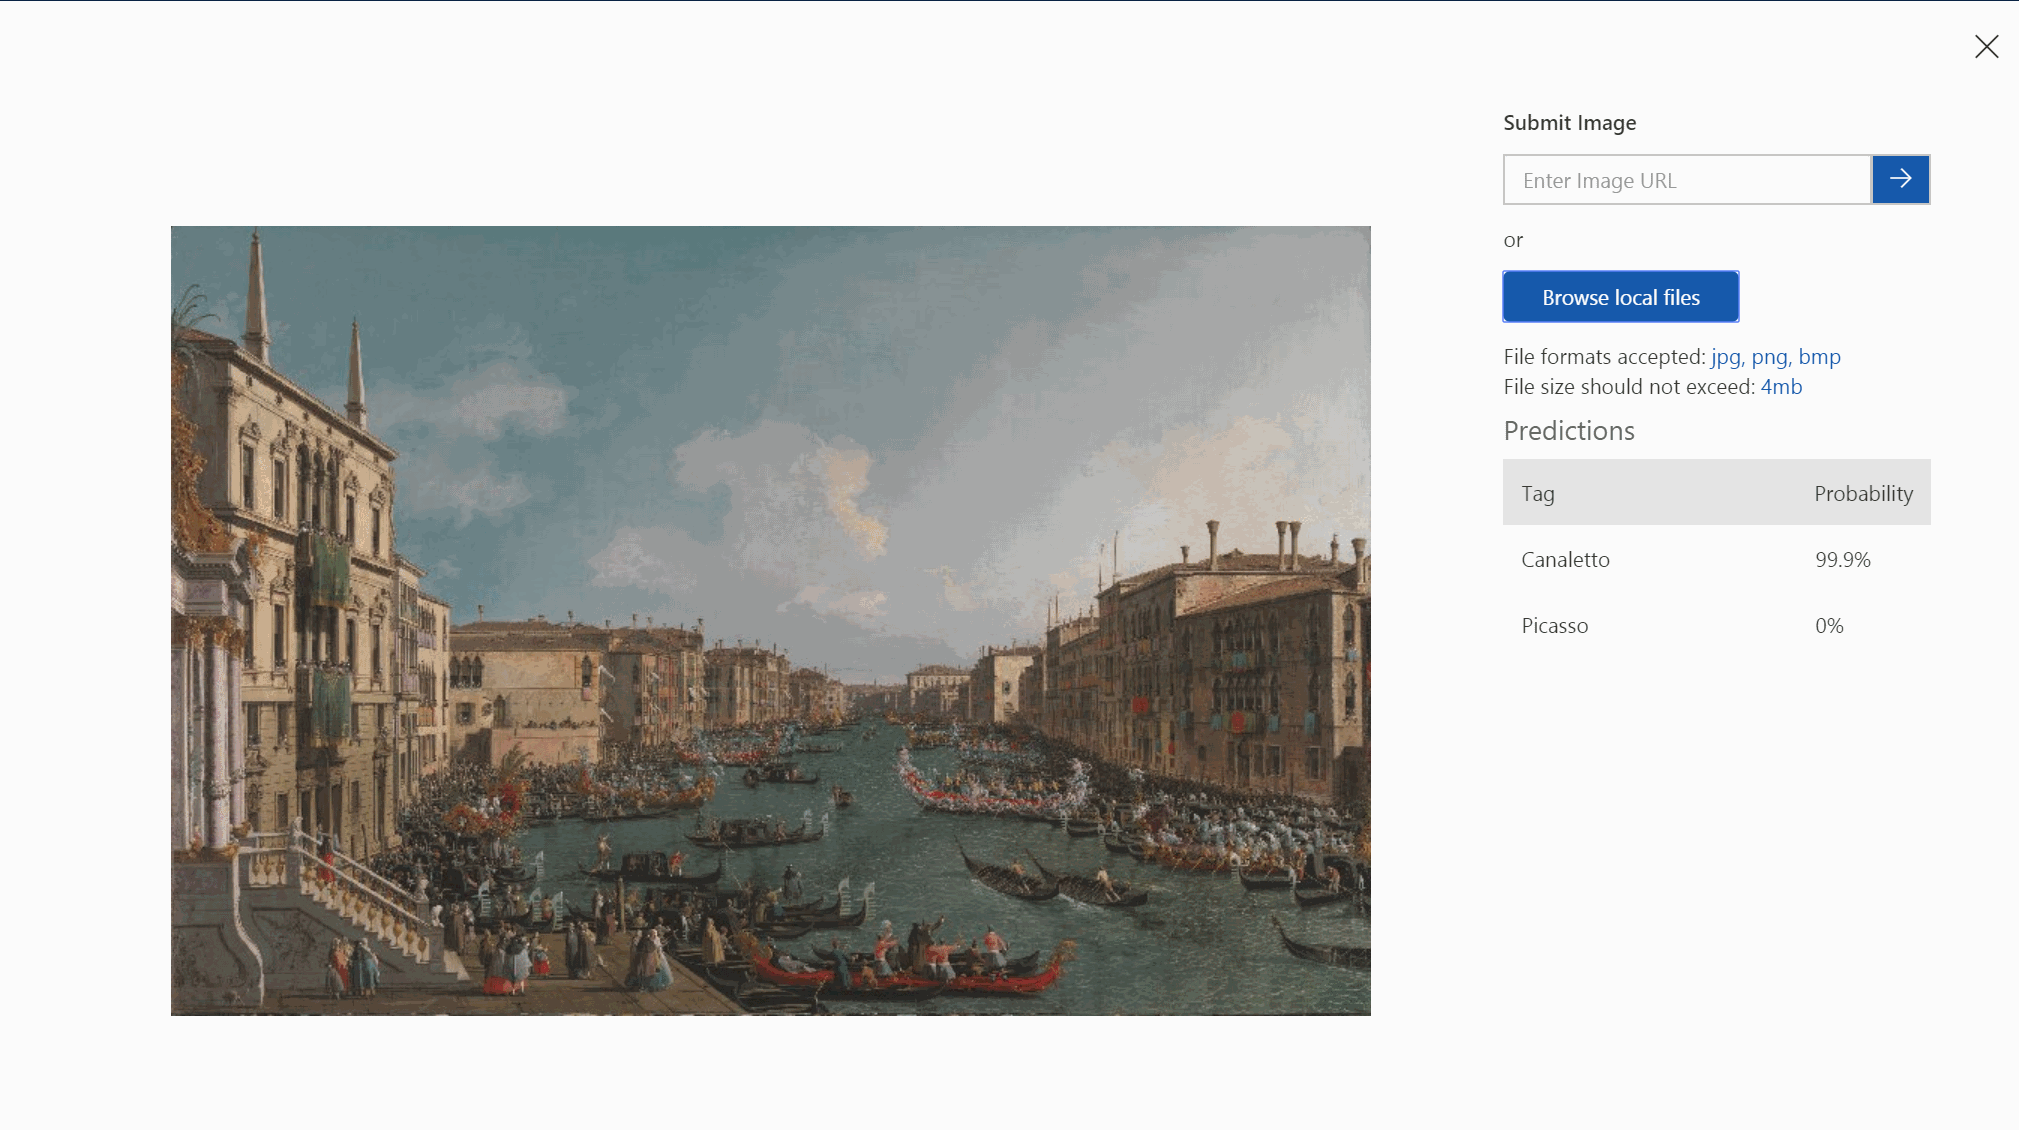 Submit Image
Enter Image URL
or
Browse local files
File formats accepted: jpg, png, bmp
File size should not exceed: 4mb
Predictions
Tag Probability
Canaletto 99.9%
Picasso 0%